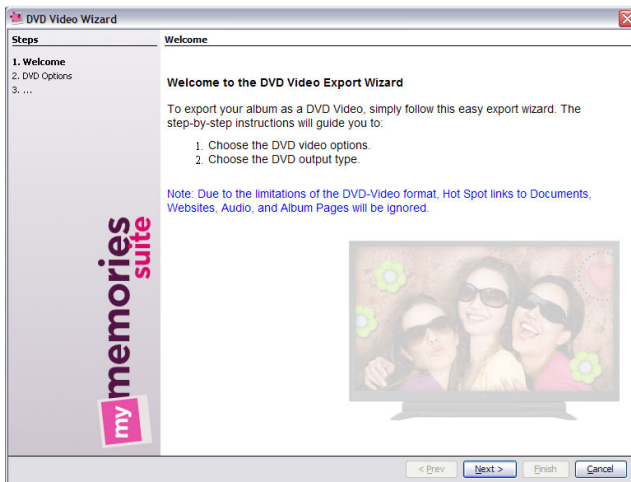 DVD Video Wizard
Steps
1. Welcome
2. DVD Options
3. ...
my memories suite
Welcome
Welcome to the DVD Video Export Wizard
To export your album as a DVD Video, simply follow this easy export wizard. The
step-by-step instructions will guide you to:
1. Choose the DVD video options.
2. Choose the DVD output type.
Note: Due to the limitations of the DVD-Video format, Hot Spot links to Documents,
Websites, Audio, and Album Pages will be ignored.
< Prev Next > Finish Cancel